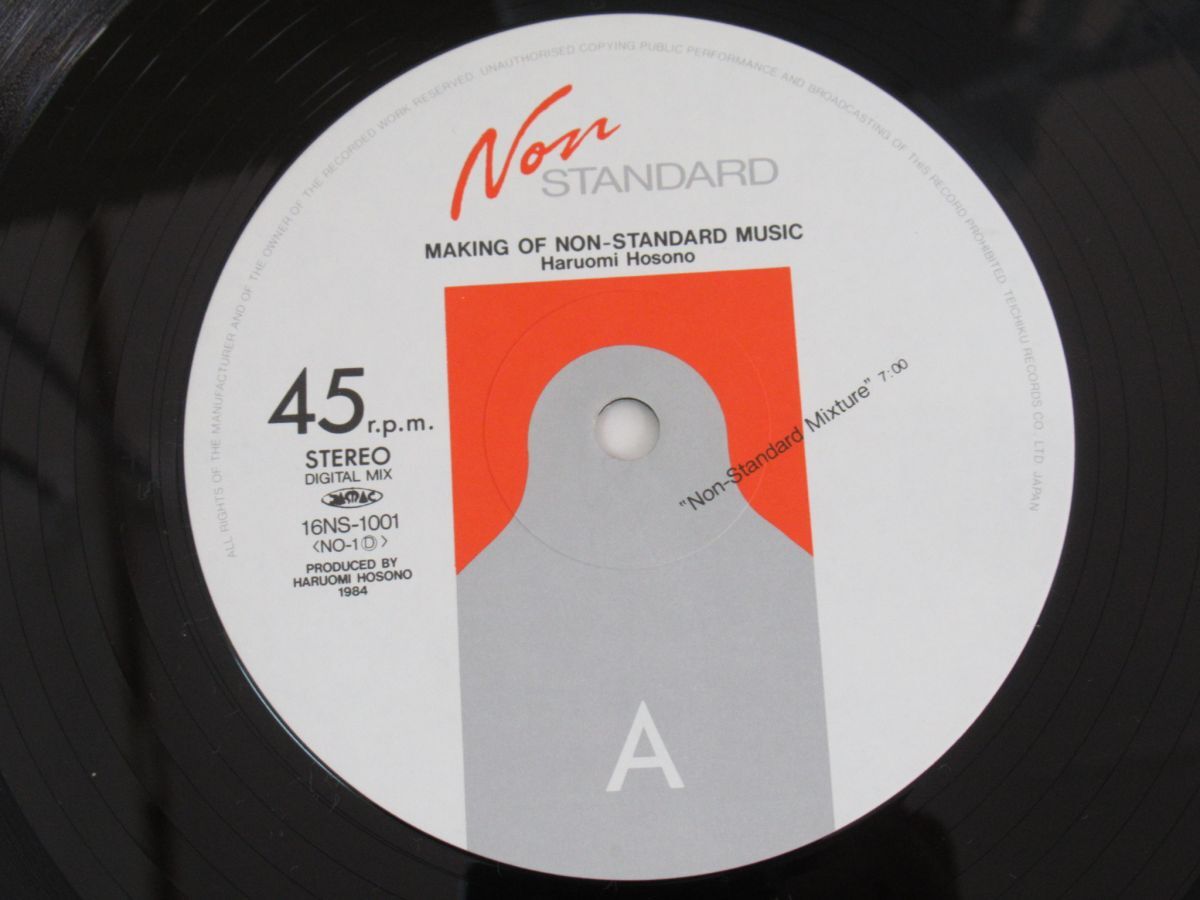 ALL RIGHTS OF THE MANUFACTURER AND OF THE OWNER OF THE RECORDED WORK RESERVED. UNAUTHORISED COPYING PUBLIC PERFORMANCE AND BROADCASTING OF THIS RECORD PROHIBITED TEICHIKU RECORDS CO., LTD. JAPAN
Non
STANDARD
MAKING OF NON-STANDARD MUSIC
Haruomi Hosono
45 r.p.m.
STEREO
DIGITAL MIX
JASRAC
16NS-1001
〈NO-1Ⓓ〉
PRODUCED BY
HARUOMI HOSONO
1984
"Non-Standard Mixture" 7:00
A